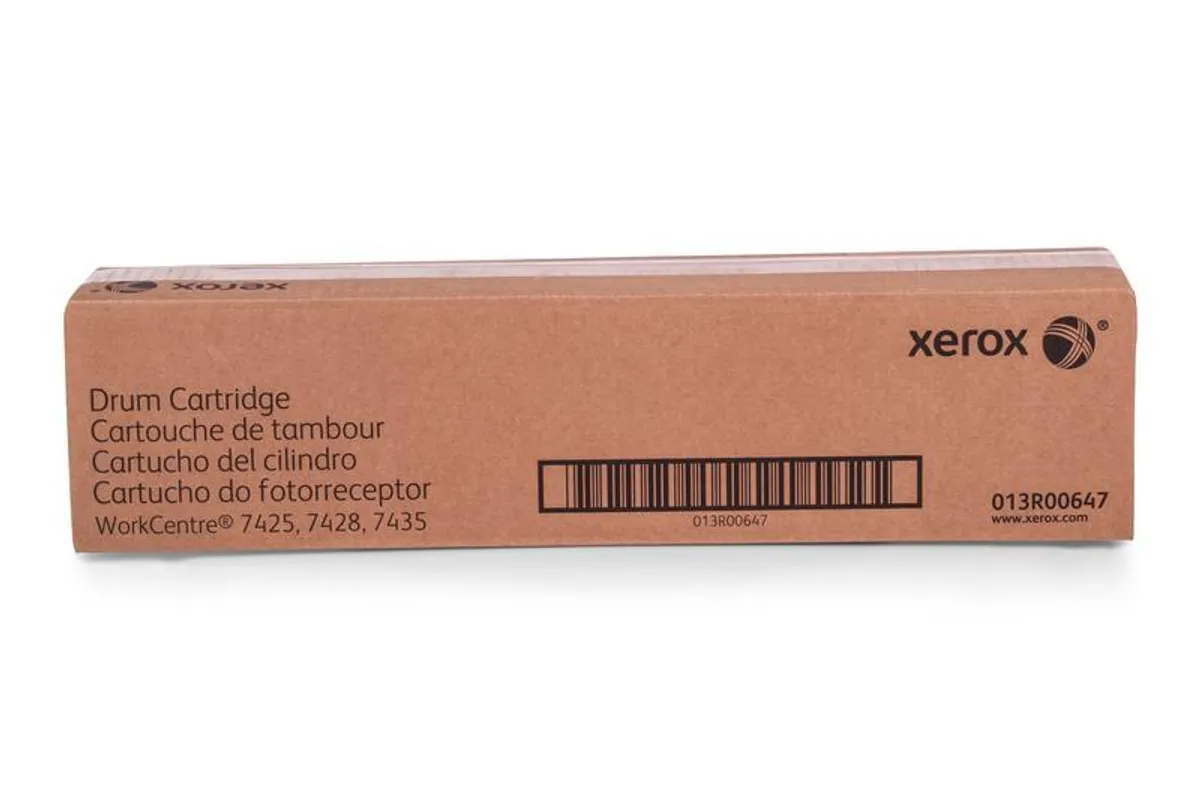 xerox
xerox ®
Drum Cartridge
Cartouche de tambour
Cartucho del cilindro
Cartucho do fotorreceptor
WorkCentre® 7425, 7428, 7435
013R00647
013R00647
www.xerox.com